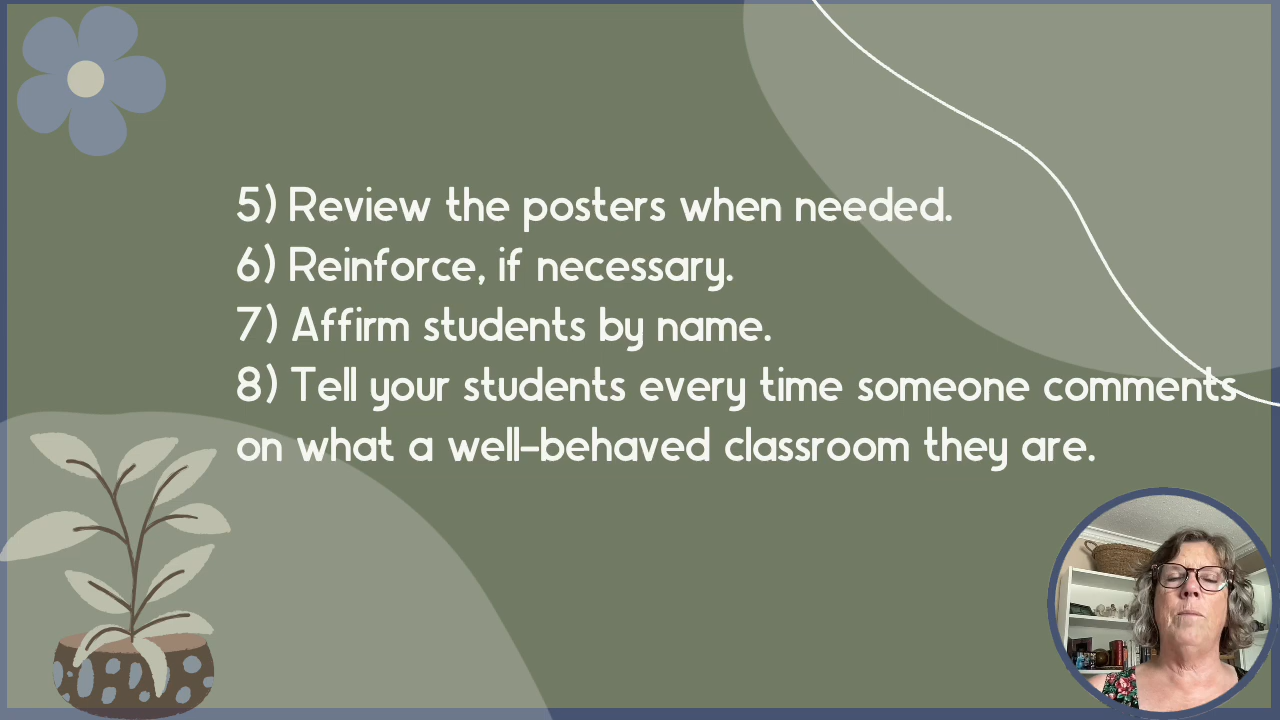 5) Review the posters when needed.
6) Reinforce, if necessary.
7) Affirm students by name.
8) Tell your students every time someone comments
on what a well-behaved classroom they are.